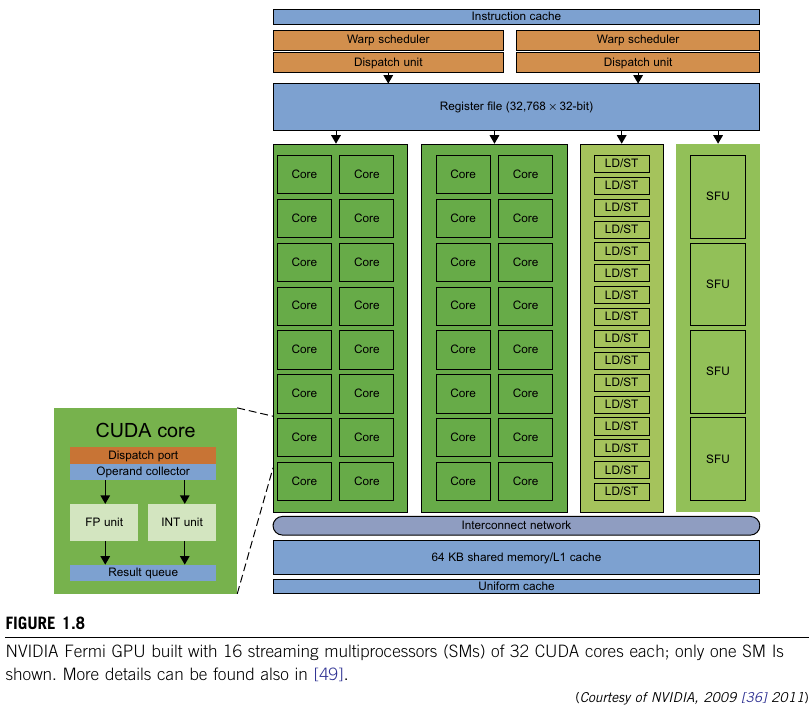 Instruction cache
Warp scheduler
Warp scheduler
Dispatch unit
Dispatch unit
Register file (32,768 × 32-bit)
Core Core Core Core LD/ST SFU
LD/ST
Core Core Core Core LD/ST
LD/ST
Core Core Core Core LD/ST SFU
LD/ST
Core Core Core Core LD/ST
LD/ST
Core Core Core Core LD/ST SFU
LD/ST
Core Core Core Core LD/ST
LD/ST
Core Core Core Core LD/ST SFU
LD/ST
Core Core Core Core LD/ST
LD/ST
CUDA core
Dispatch port
Operand collector
FP unit
INT unit
Result queue
Interconnect network
64 KB shared memory/L1 cache
Uniform cache
FIGURE 1.8
NVIDIA Fermi GPU built with 16 streaming multiprocessors (SMs) of 32 CUDA cores each; only one SM Is
shown. More details can be found also in [49].
(Courtesy of NVIDIA, 2009 [36] 2011)